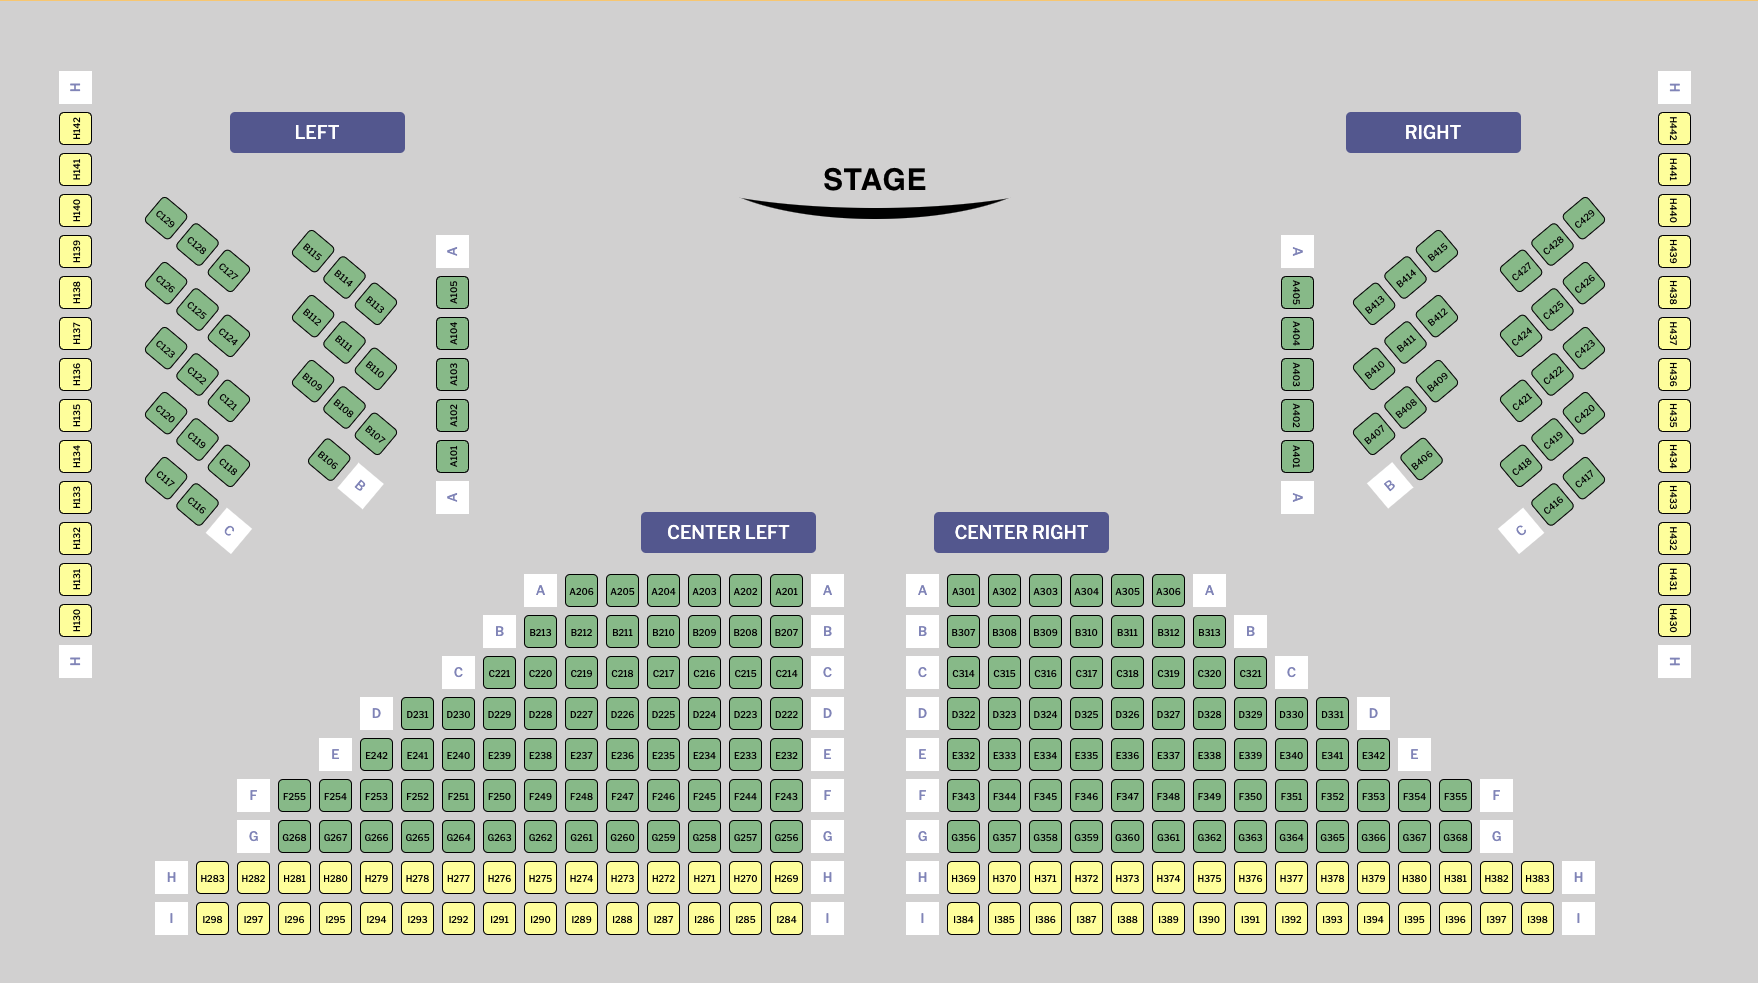 LEFT
RIGHT
STAGE
H
H142
H141
H140
H139
H138
H137
H136
H135
H134
H133
H132
H131
H130
H
C129
C128
C127
C126
C125
C124
C123
C122
C121
C120
C119
C118
C117
C116
C
B115
B114
B113
B112
B111
B110
B109
B108
B107
B106
B
A
A105
A104
A103
A102
A101
A
A
A405
A404
A403
A402
A401
A
B415
B414
B413
B412
B411
B410
B409
B408
B407
B406
B
C429
C428
C427
C426
C425
C424
C423
C422
C421
C420
C419
C418
C417
C416
C
H
H442
H441
H440
H439
H438
H437
H436
H435
H434
H433
H432
H431
H430
H
CENTER LEFT
CENTER RIGHT
A A206 A205 A204 A203 A202 A201 A A A301 A302 A303 A304 A305 A306 A
B B213 B212 B211 B210 B209 B208 B207 B B B307 B308 B309 B310 B311 B312 B313 B
C C221 C220 C219 C218 C217 C216 C215 C214 C C C314 C315 C316 C317 C318 C319 C320 C321 C
D D231 D230 D229 D228 D227 D226 D225 D224 D223 D222 D D D322 D323 D324 D325 D326 D327 D328 D329 D330 D331 D
E E242 E241 E240 E239 E238 E237 E236 E235 E234 E233 E232 E E E332 E333 E334 E335 E336 E337 E338 E339 E340 E341 E342 E
F F255 F254 F253 F252 F251 F250 F249 F248 F247 F246 F245 F244 F243 F F F343 F344 F345 F346 F347 F348 F349 F350 F351 F352 F353 F354 F355 F
G G268 G267 G266 G265 G264 G263 G262 G261 G260 G259 G258 G257 G256 G G G356 G357 G358 G359 G360 G361 G362 G363 G364 G365 G366 G367 G368 G
H H283 H282 H281 H280 H279 H278 H277 H276 H275 H274 H273 H272 H271 H270 H269 H H H369 H370 H371 H372 H373 H374 H375 H376 H377 H378 H379 H380 H381 H382 H383 H
I I298 I297 I296 I295 I294 I293 I292 I291 I290 I289 I288 I287 I286 I285 I284 I I I384 I385 I386 I387 I388 I389 I390 I391 I392 I393 I394 I395 I396 I397 I398 I